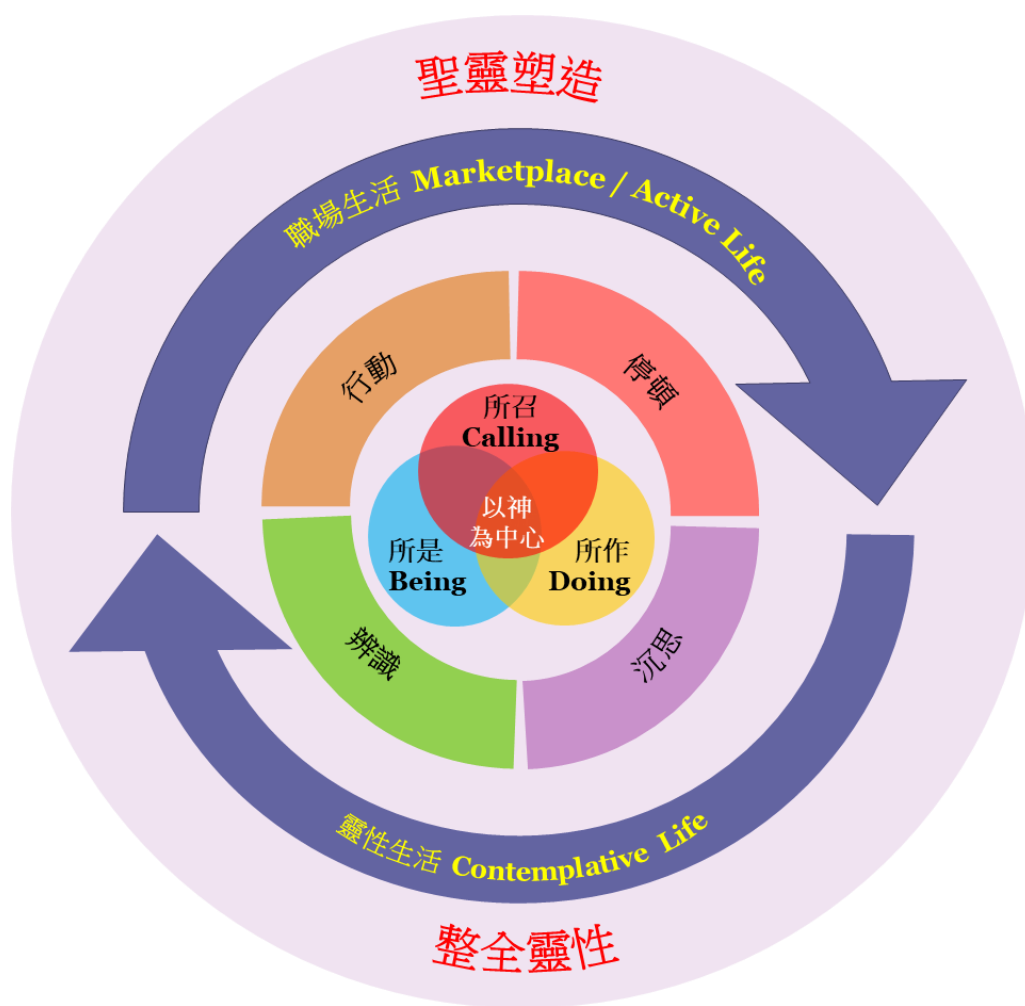 聖靈塑造
職場生活 Marketplace / Active Life
行動
停頓
所召
Calling
以神
為中心
所是
Being
所作
Doing
辨識
沉思
靈性生活 Contemplative Life
整全靈性